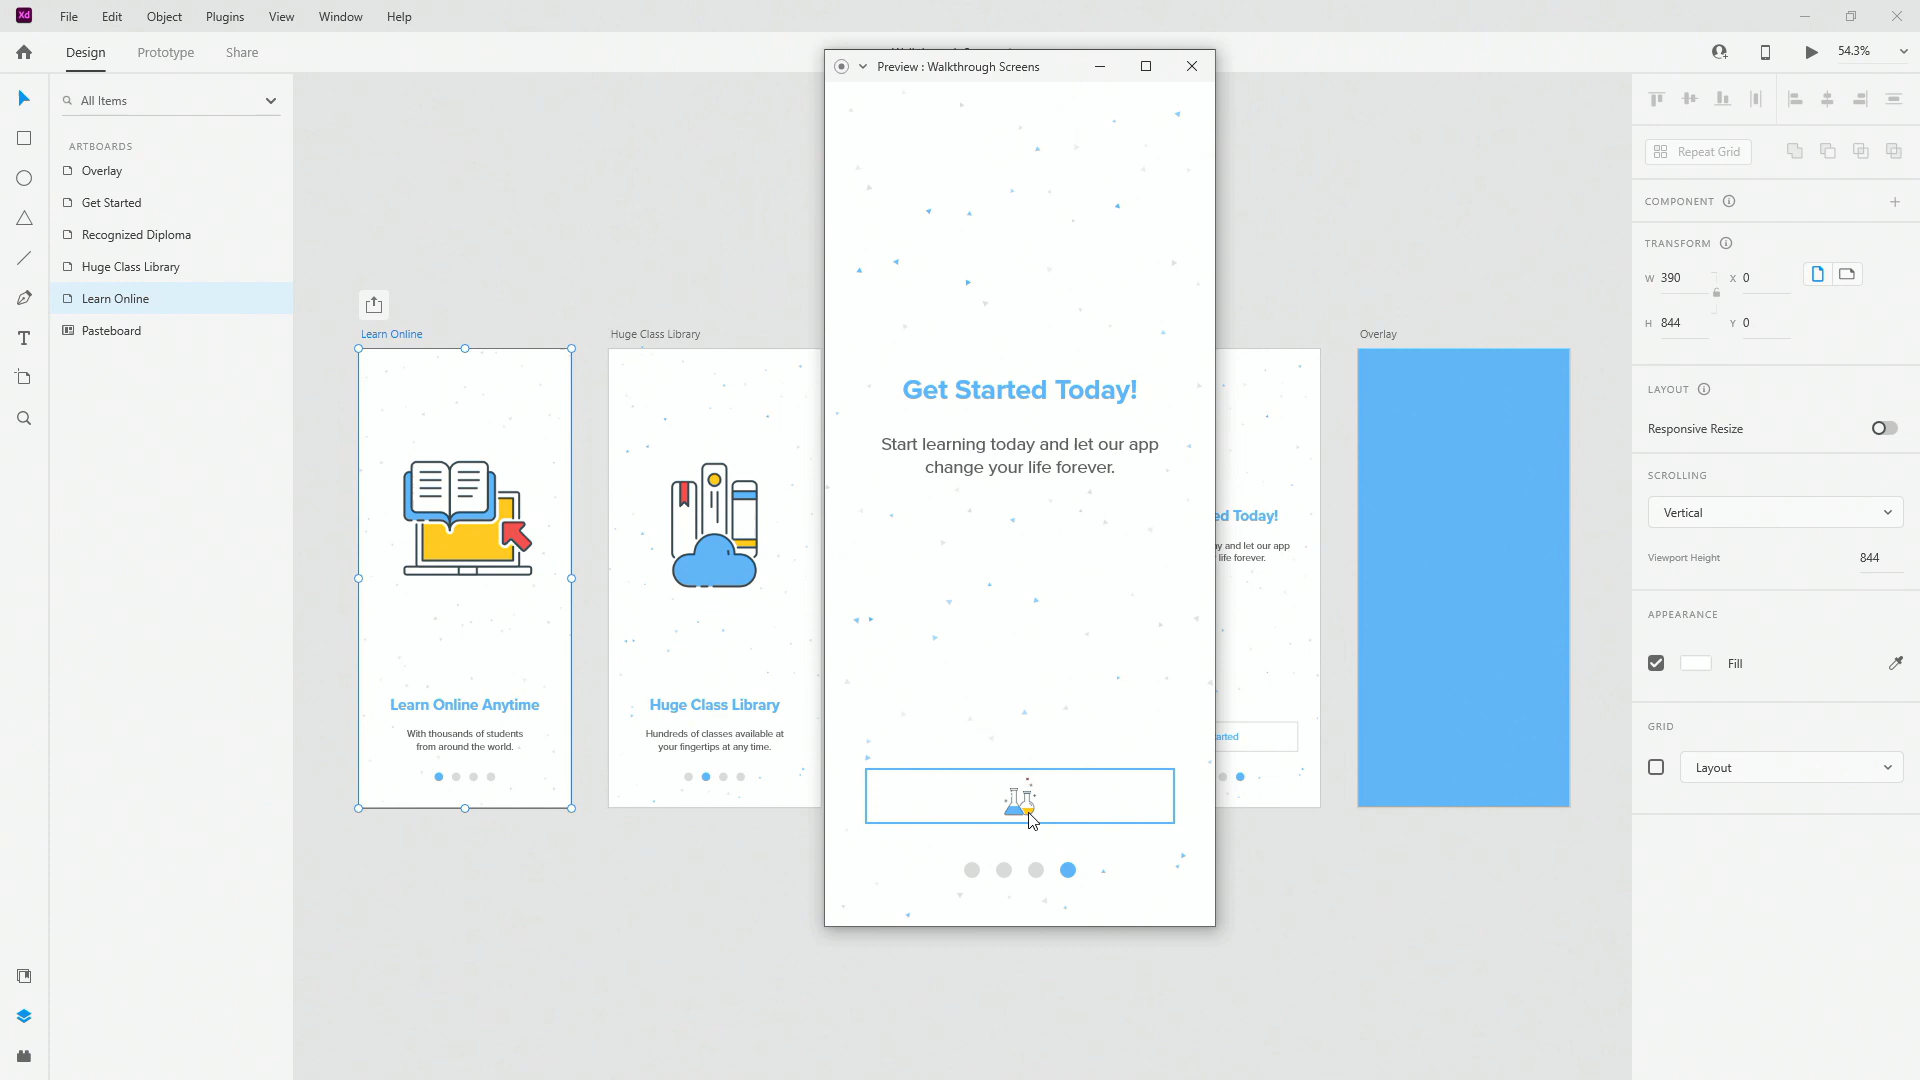 Xd File Edit Object Plugins View Window Help
Design Prototype Share
54.3%
All Items
ARTBOARDS
Overlay
Get Started
Recognized Diploma
Huge Class Library
Learn Online
Pasteboard
Learn Online
Learn Online Anytime
With thousands of students
from around the world.
Huge Class Library
Huge Class Library
Hundreds of classes available at
your fingertips at any time.
Preview : Walkthrough Screens
Get Started Today!
Start learning today and let our app
change your life forever.
ed Today!
y and let our app
life forever.
arted
Overlay
Repeat Grid
COMPONENT
TRANSFORM
W 390 X 0
H 844 Y 0
LAYOUT
Responsive Resize
SCROLLING
Vertical
Viewport Height 844
APPEARANCE
Fill
GRID
Layout